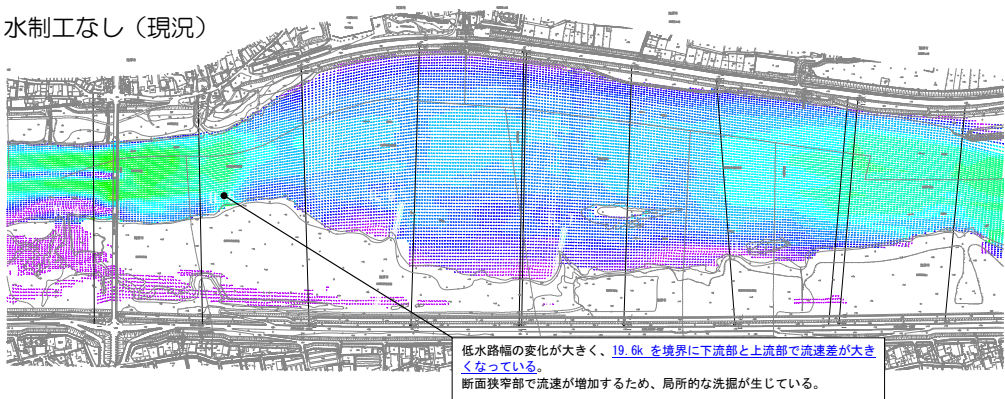 水制工なし（現況）
低水路幅の変化が大きく、19.6k を境界に下流部と上流部で流速差が大き
くなっている。
断面狭窄部で流速が増加するため、局所的な洗掘が生じている。